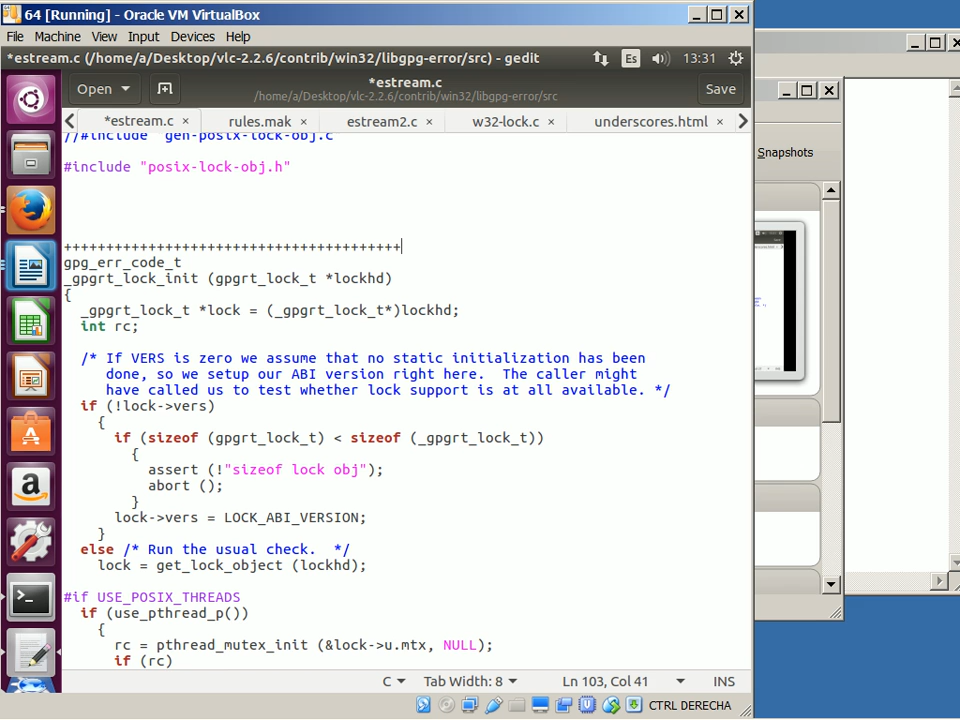 64 [Running] - Oracle VM VirtualBox
File Machine View Input Devices Help
*estream.c (/home/a/Desktop/vlc-2.2.6/contrib/win32/libgpg-error/src) - gedit
Es
13:31
Open
*estream.c
/home/a/Desktop/vlc-2.2.6/contrib/win32/libgpg-error/src
Save
*estream.c × rules.mak × estream2.c × w32-lock.c × underscores.html ×
Snapshots
//#include "gen-posix-lock-obj.c"
#include "posix-lock-obj.h"
++++++++++++++++++++++++++++++++++++++++
gpg_err_code_t
_gpgrt_lock_init (gpgrt_lock_t *lockhd)
{
  _gpgrt_lock_t *lock = (_gpgrt_lock_t*)lockhd;
  int rc;
  /* If VERS is zero we assume that no static initialization has been
     done, so we setup our ABI version right here.  The caller might
     have called us to test whether lock support is at all available. */
  if (!lock->vers)
    {
      if (sizeof (gpgrt_lock_t) < sizeof (_gpgrt_lock_t))
        {
          assert (!"sizeof lock obj");
          abort ();
        }
      lock->vers = LOCK_ABI_VERSION;
    }
  else /* Run the usual check.  */
    lock = get_lock_object (lockhd);
#if USE_POSIX_THREADS
  if (use_pthread_p())
    {
      rc = pthread_mutex_init (&lock->u.mtx, NULL);
      if (rc)
C Tab Width: 8 Ln 103, Col 41 INS
CTRL DERECHA